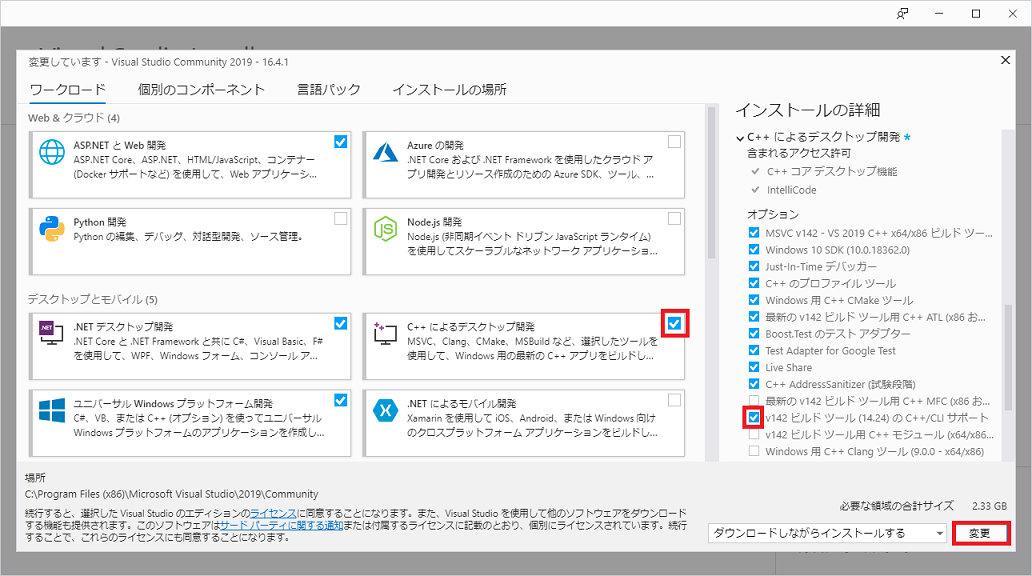 変更しています - Visual Studio Community 2019 - 16.4.1
ワークロード 個別のコンポーネント 言語パック インストールの場所
Web & クラウド (4)
ASP.NET と Web 開発
ASP.NET Core、ASP.NET、HTML/JavaScript、コンテナー
(Docker サポートなど) を使用して、Web アプリケーシ...
Azure の開発
.NET Core および .NET Framework を使用したクラウド ア
プリ開発とリソース作成のための Azure SDK、ツール、...
Python 開発
Python の編集、デバッグ、対話型開発、ソース管理。
Node.js 開発
Node.js (非同期イベント ドリブン JavaScript ランタイム)
を使用してスケーラブルなネットワーク アプリケーショ...
デスクトップとモバイル (5)
.NET デスクトップ開発
.NET Core と .NET Framework と共に C#、Visual Basic、F#
を使用して、WPF、Windows フォーム、コンソール ア...
C++ によるデスクトップ開発
MSVC、Clang、CMake、MSBuild など、選択したツールを
使用して、Windows 用の最新の C++ アプリをビルドし...
ユニバーサル Windows プラットフォーム開発
C#、VB、または C++ (オプション) を使ってユニバーサル
Windows プラットフォームのアプリケーションを作成し...
.NET によるモバイル開発
Xamarin を使用して iOS、Android、または Windows 向け
のクロスプラットフォーム アプリケーションをビルドし...
インストールの詳細
C++ によるデスクトップ開発 *
含まれるアクセス許可
C++ コア デスクトップ機能
IntelliCode
オプション
MSVC v142 - VS 2019 C++ x64/x86 ビルド ツー...
Windows 10 SDK (10.0.18362.0)
Just-In-Time デバッガー
C++ のプロファイル ツール
Windows 用 C++ CMake ツール
最新の v142 ビルド ツール用 C++ ATL (x86 お...
Boost.Test のテスト アダプター
Test Adapter for Google Test
Live Share
C++ AddressSanitizer (試験段階)
最新の v142 ビルド ツール用 C++ MFC (x86 お...
v142 ビルド ツール (14.24) の C++/CLI サポート
v142 ビルド ツール用 C++ モジュール (x64/x86...
Windows 用 C++ Clang ツール (9.0.0 - x64/x86)
場所
C:\Program Files (x86)\Microsoft Visual Studio\2019\Community
続行すると、選択した Visual Studio のエディションのライセンスに同意することになります。また、Visual Studio を使用して他のソフトウェアをダウンロード
する機能も提供されます。このソフトウェアはサード パーティに関する通知または付属するライセンスに記載のとおり、個別にライセンスされています。続行
することで、これらのライセンスにも同意することになります。
必要な領域の合計サイズ 2.33 GB
ダウンロードしながらインストールする
変更